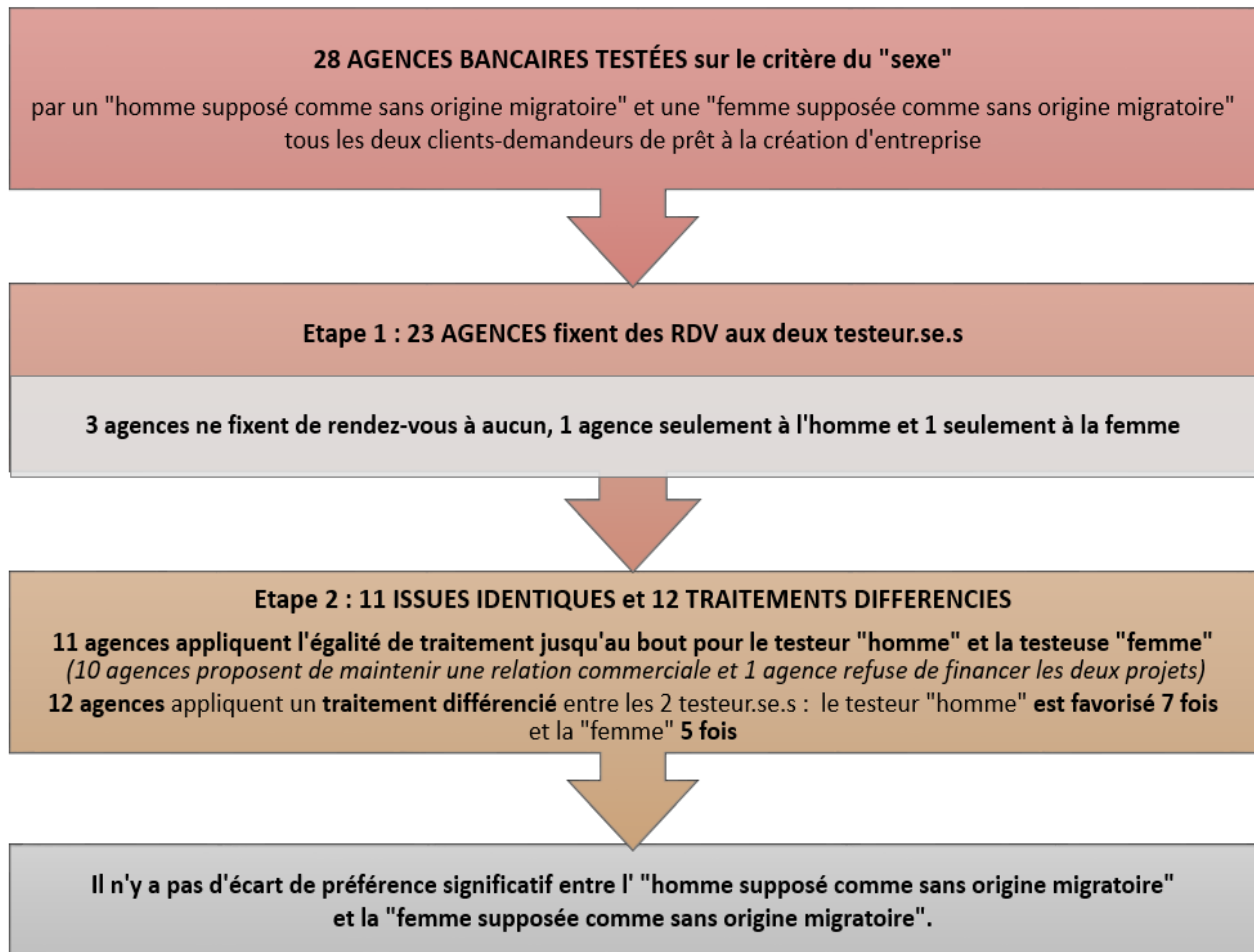 28 AGENCES BANCAIRES TESTÉES sur le critère du "sexe"
par un "homme supposé comme sans origine migratoire" et une "femme supposée comme sans origine migratoire"
tous les deux clients-demandeurs de prêt à la création d'entreprise
Etape 1 : 23 AGENCES fixent des RDV aux deux testeur.se.s
3 agences ne fixent de rendez-vous à aucun, 1 agence seulement à l'homme et 1 seulement à la femme
Etape 2 : 11 ISSUES IDENTIQUES et 12 TRAITEMENTS DIFFERENCIES
11 agences appliquent l'égalité de traitement jusqu'au bout pour le testeur "homme" et la testeuse "femme"
(10 agences proposent de maintenir une relation commerciale et 1 agence refuse de financer les deux projets)
12 agences appliquent un traitement différencié entre les 2 testeur.se.s : le testeur "homme" est favorisé 7 fois
et la "femme" 5 fois
Il n'y a pas d'écart de préférence significatif entre l' "homme supposé comme sans origine migratoire"
et la "femme supposée comme sans origine migratoire".